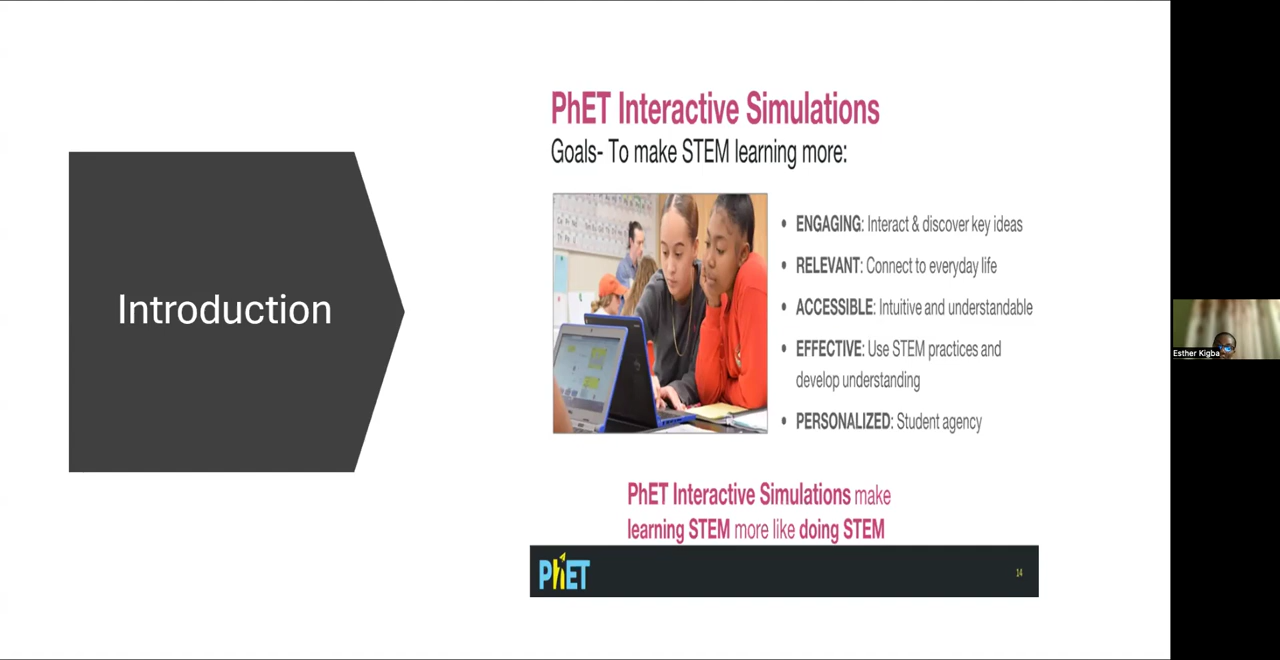 Introduction
PhET Interactive Simulations
Goals- To make STEM learning more:
• ENGAGING: Interact & discover key ideas
• RELEVANT: Connect to everyday life
• ACCESSIBLE: Intuitive and understandable
• EFFECTIVE: Use STEM practices and
develop understanding
• PERSONALIZED: Student agency
PhET Interactive Simulations make
learning STEM more like doing STEM
PhET
14
Esther Kigba